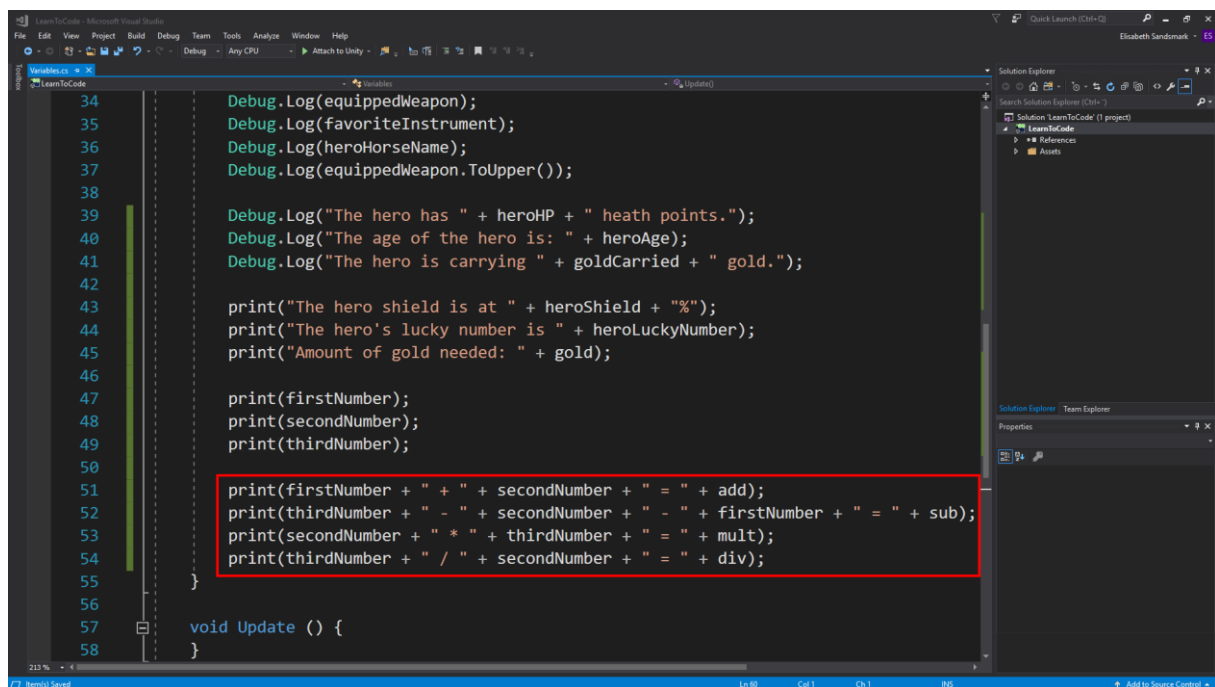 LearnToCode - Microsoft Visual Studio
Quick Launch (Ctrl+Q)
File Edit View Project Build Debug Team Tools Analyze Window Help
Elisabeth Sandsmark ES
Debug Any CPU Attach to Unity
Toolbox
Variables.cs
LearnToCode Variables Update()
34 Debug.Log(equippedWeapon);
35 Debug.Log(favoriteInstrument);
36 Debug.Log(heroHorseName);
37 Debug.Log(equippedWeapon.ToUpper());
38
39 Debug.Log("The hero has " + heroHP + " heath points.");
40 Debug.Log("The age of the hero is: " + heroAge);
41 Debug.Log("The hero is carrying " + goldCarried + " gold.");
42
43 print("The hero shield is at " + heroShield + "%");
44 print("The hero's lucky number is " + heroLuckyNumber);
45 print("Amount of gold needed: " + gold);
46
47 print(firstNumber);
48 print(secondNumber);
49 print(thirdNumber);
50
51 print(firstNumber + " + " + secondNumber + " = " + add);
52 print(thirdNumber + " - " + secondNumber + " - " + firstNumber + " = " + sub);
53 print(secondNumber + " * " + thirdNumber + " = " + mult);
54 print(thirdNumber + " / " + secondNumber + " = " + div);
55 }
56
57 void Update () {
58 }
213 %
Solution Explorer
Search Solution Explorer (Ctrl+¨)
Solution 'LearnToCode' (1 project)
LearnToCode
References
Assets
Solution Explorer Team Explorer
Properties
Item(s) Saved Ln 60 Col 1 Ch 1 INS Add to Source Control